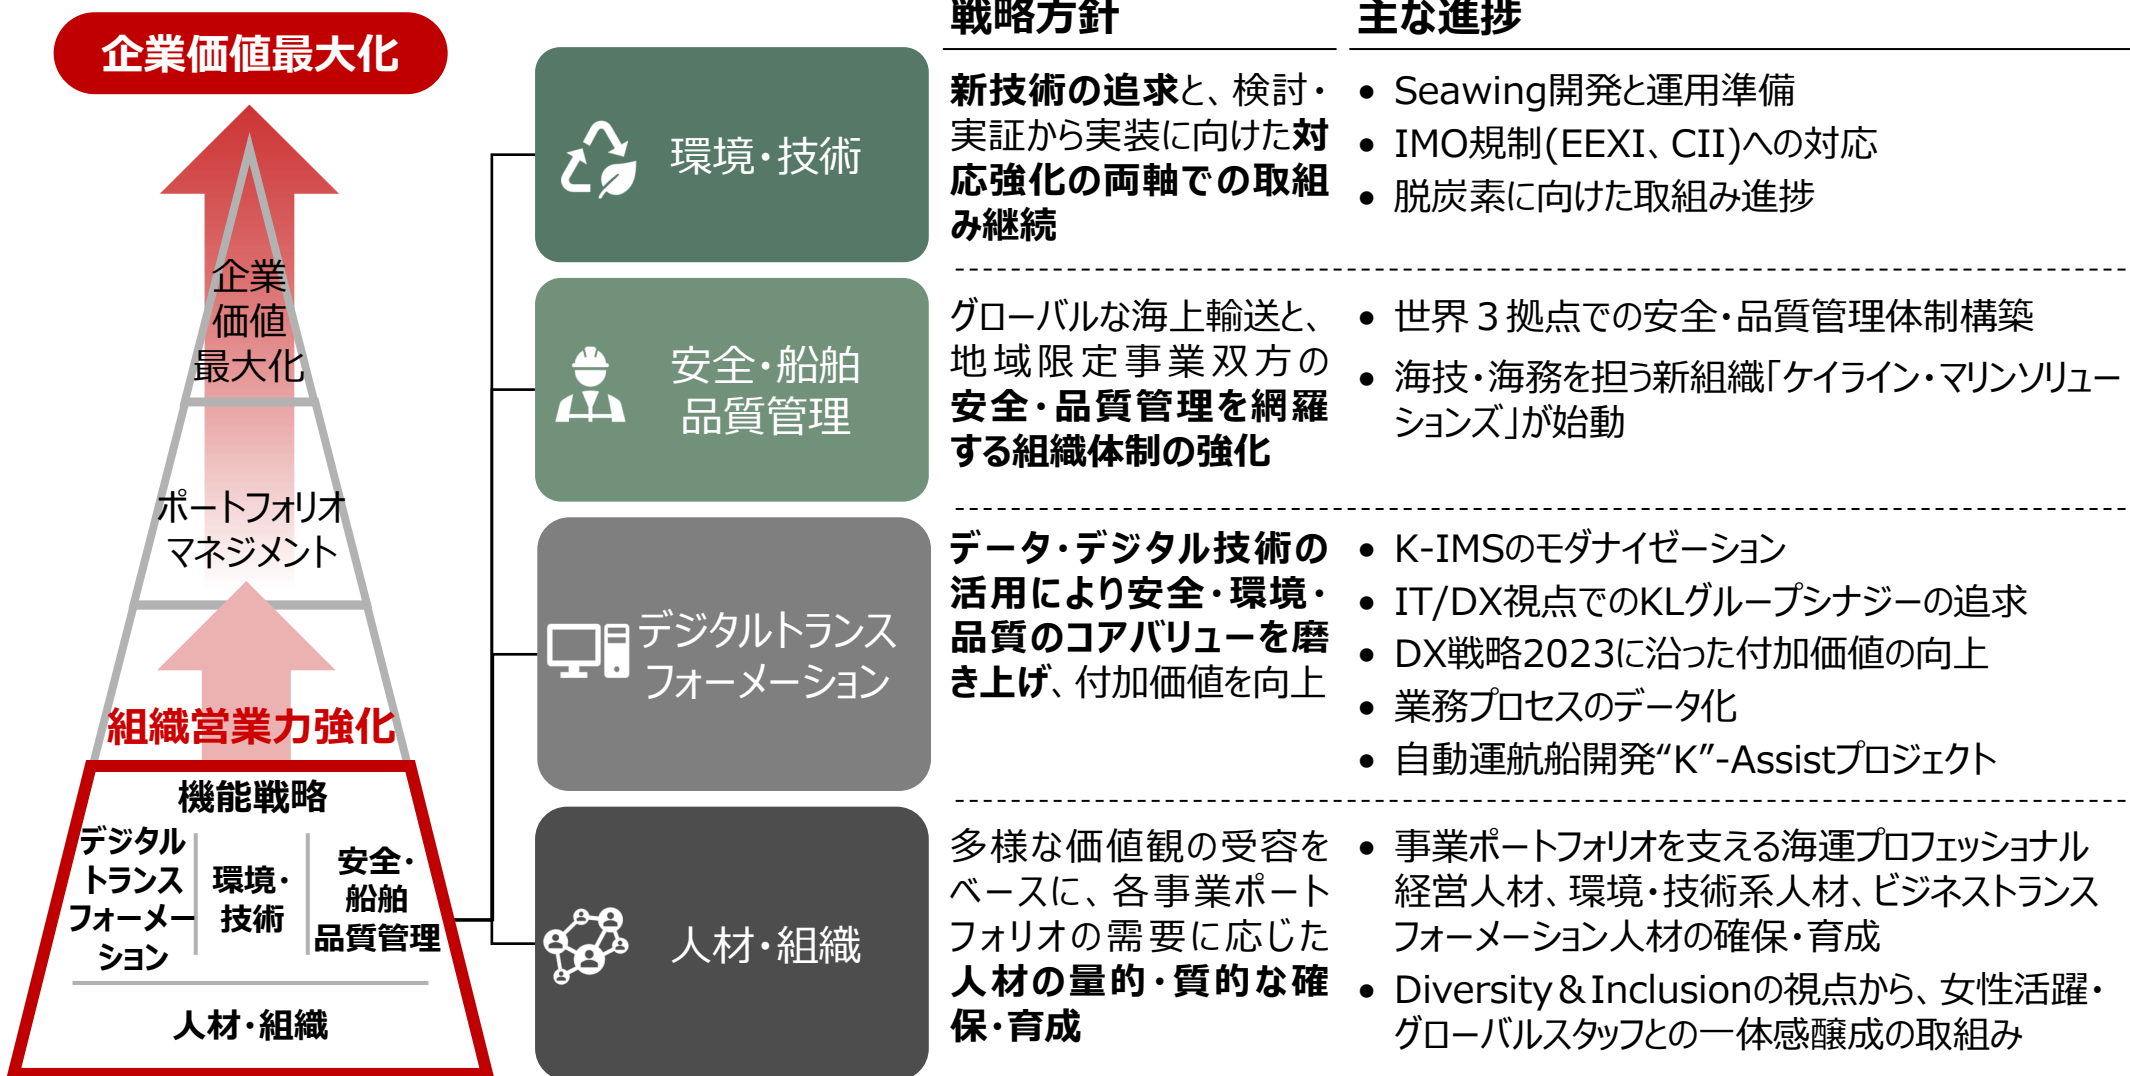 企業価値最大化
企業
価値
最大化
ポートフォリオ
マネジメント
組織営業力強化
機能戦略
デジタル
トランス
フォーメー
ション
環境・
技術
安全・
船舶
品質管理
人材・組織
戦略方針
主な進捗
環境・技術
新技術の追求と、検討・
実証から実装に向けた対
応強化の両軸での取組
み継続
• Seawing開発と運用準備
• IMO規制(EEXI、CII)への対応
• 脱炭素に向けた取組み進捗
安全・船舶
品質管理
グローバルな海上輸送と、
地域限定事業双方の
安全・品質管理を網羅
する組織体制の強化
• 世界３拠点での安全・品質管理体制構築
• 海技・海務を担う新組織「ケイライン・マリンソリュー
ションズ」が始動
デジタルトランス
フォーメーション
データ・デジタル技術の
活用により安全・環境・
品質のコアバリューを磨
き上げ、付加価値を向上
• K-IMSのモダナイゼーション
• IT/DX視点でのKLグループシナジーの追求
• DX戦略2023に沿った付加価値の向上
• 業務プロセスのデータ化
• 自動運航船開発“K”-Assistプロジェクト
人材・組織
多様な価値観の受容を
ベースに、各事業ポート
フォリオの需要に応じた
人材の量的・質的な確
保・育成
• 事業ポートフォリオを支える海運プロフェッショナル
経営人材、環境・技術系人材、ビジネストランス
フォーメーション人材の確保・育成
• Diversity＆Inclusionの視点から、女性活躍・
グローバルスタッフとの一体感醸成の取組み